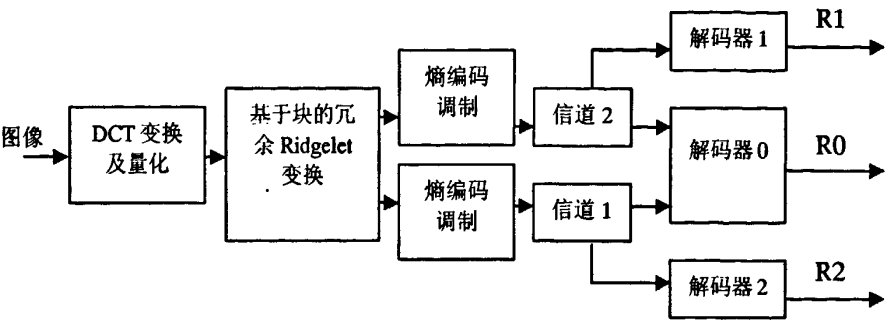 图像
DCT 变换
及量化
基于块的冗
余 Ridgelet
变换
熵编码
调制
熵编码
调制
信道 2
信道 1
解码器 1
R1
解码器 0
R0
解码器 2
R2